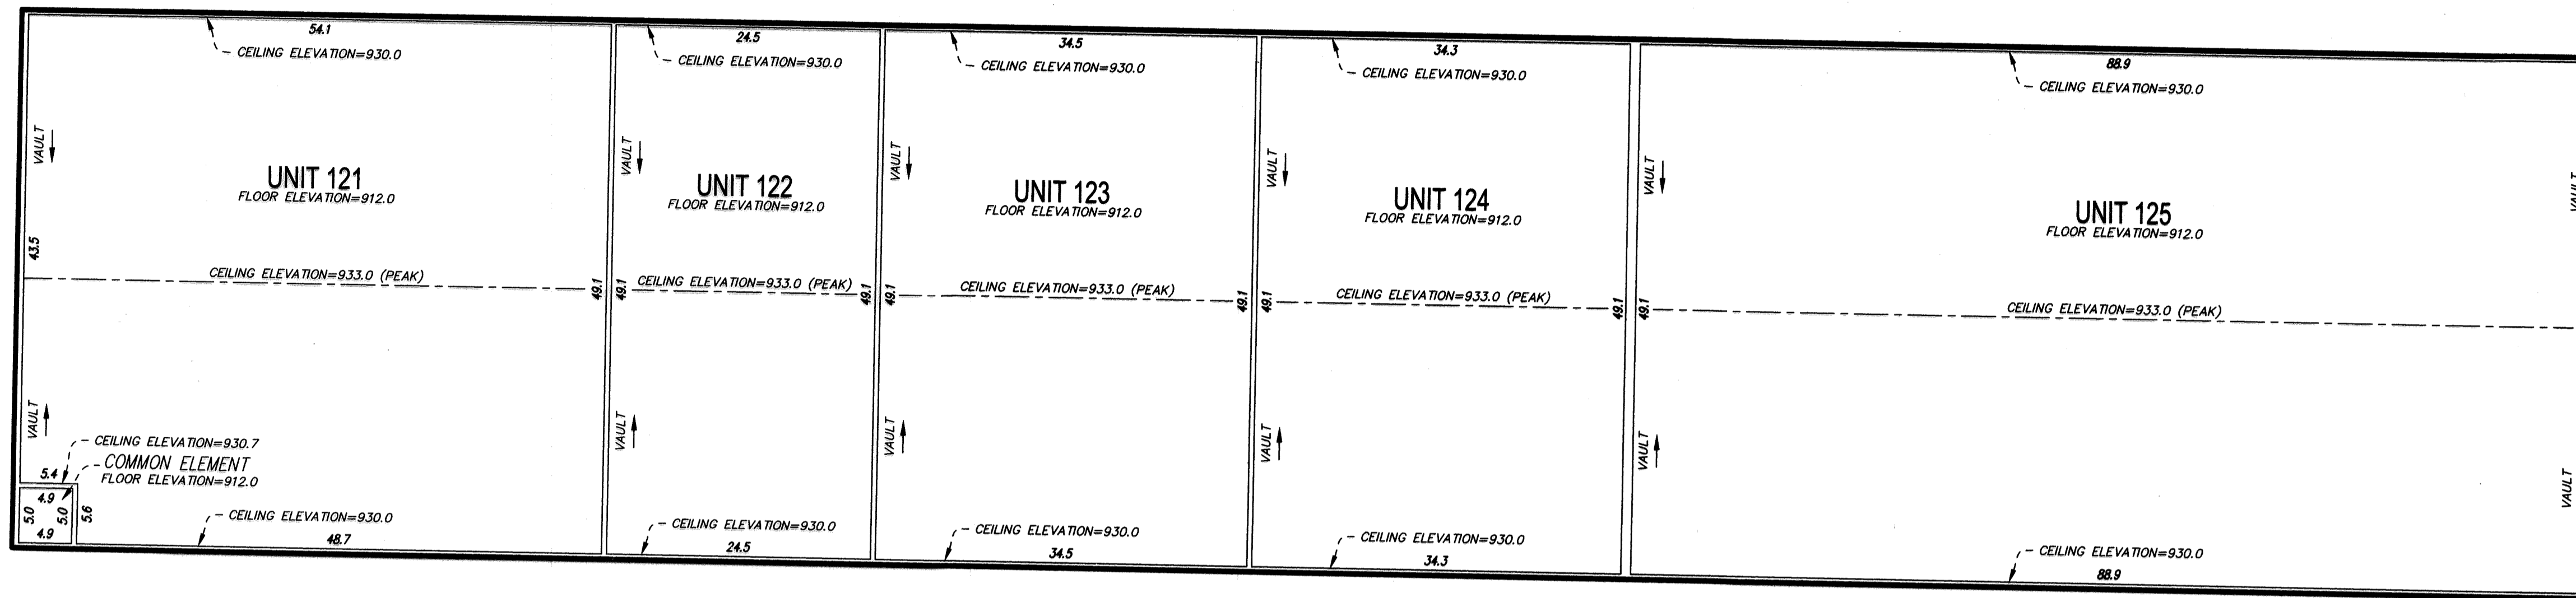 54.1
CEILING ELEVATION=930.0
VAULT
UNIT 121
FLOOR ELEVATION=912.0
43.5
CEILING ELEVATION=933.0 (PEAK)
49.1
VAULT
CEILING ELEVATION=930.7
COMMON ELEMENT
FLOOR ELEVATION=912.0
5.4
4.9
5.0
5.0
5.6
4.9
CEILING ELEVATION=930.0
48.7
24.5
CEILING ELEVATION=930.0
VAULT
UNIT 122
FLOOR ELEVATION=912.0
49.1
CEILING ELEVATION=933.0 (PEAK)
49.1
VAULT
CEILING ELEVATION=930.0
24.5
34.5
CEILING ELEVATION=930.0
VAULT
UNIT 123
FLOOR ELEVATION=912.0
49.1
CEILING ELEVATION=933.0 (PEAK)
49.1
VAULT
CEILING ELEVATION=930.0
34.5
34.3
CEILING ELEVATION=930.0
VAULT
UNIT 124
FLOOR ELEVATION=912.0
49.1
CEILING ELEVATION=933.0 (PEAK)
49.1
VAULT
CEILING ELEVATION=930.0
34.3
88.9
CEILING ELEVATION=930.0
VAULT
VAULT
UNIT 125
FLOOR ELEVATION=912.0
49.1
CEILING ELEVATION=933.0 (PEAK)
VAULT
VAULT
CEILING ELEVATION=930.0
88.9